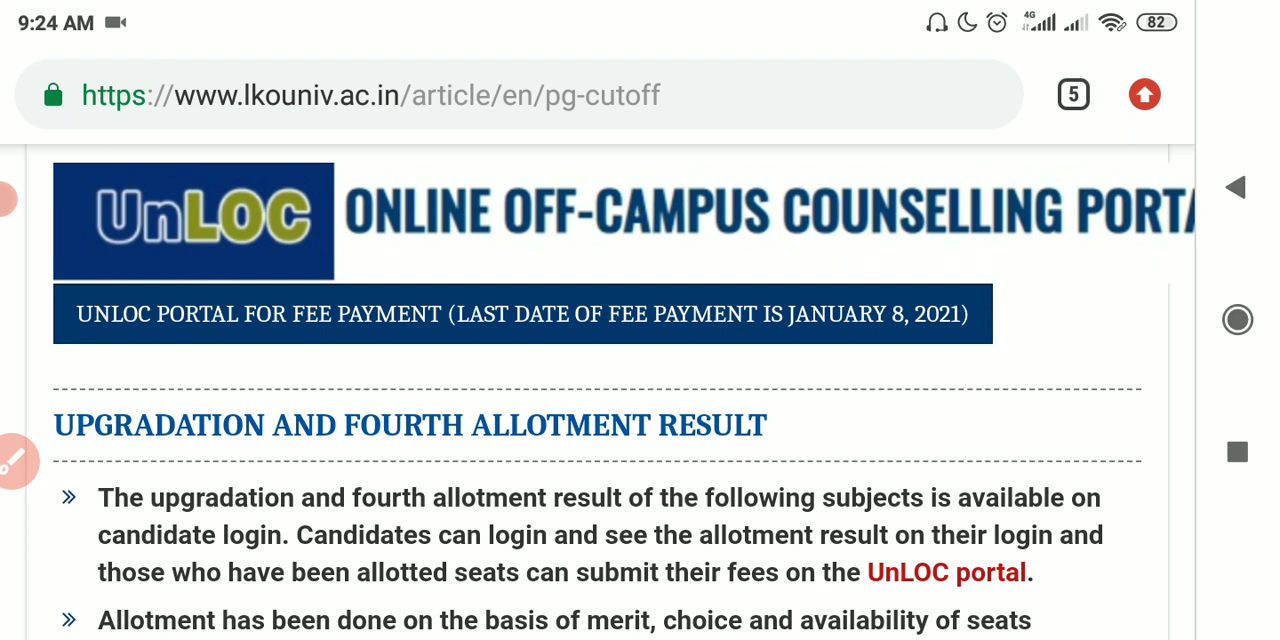 9:24 AM
4G
82
https://www.lkouniv.ac.in/article/en/pg-cutoff
5
UnLOC ONLINE OFF-CAMPUS COUNSELLING PORTA
UNLOC PORTAL FOR FEE PAYMENT (LAST DATE OF FEE PAYMENT IS JANUARY 8, 2021)
UPGRADATION AND FOURTH ALLOTMENT RESULT
» The upgradation and fourth allotment result of the following subjects is available on
candidate login. Candidates can login and see the allotment result on their login and
those who have been allotted seats can submit their fees on the UnLOC portal.
» Allotment has been done on the basis of merit, choice and availability of seats